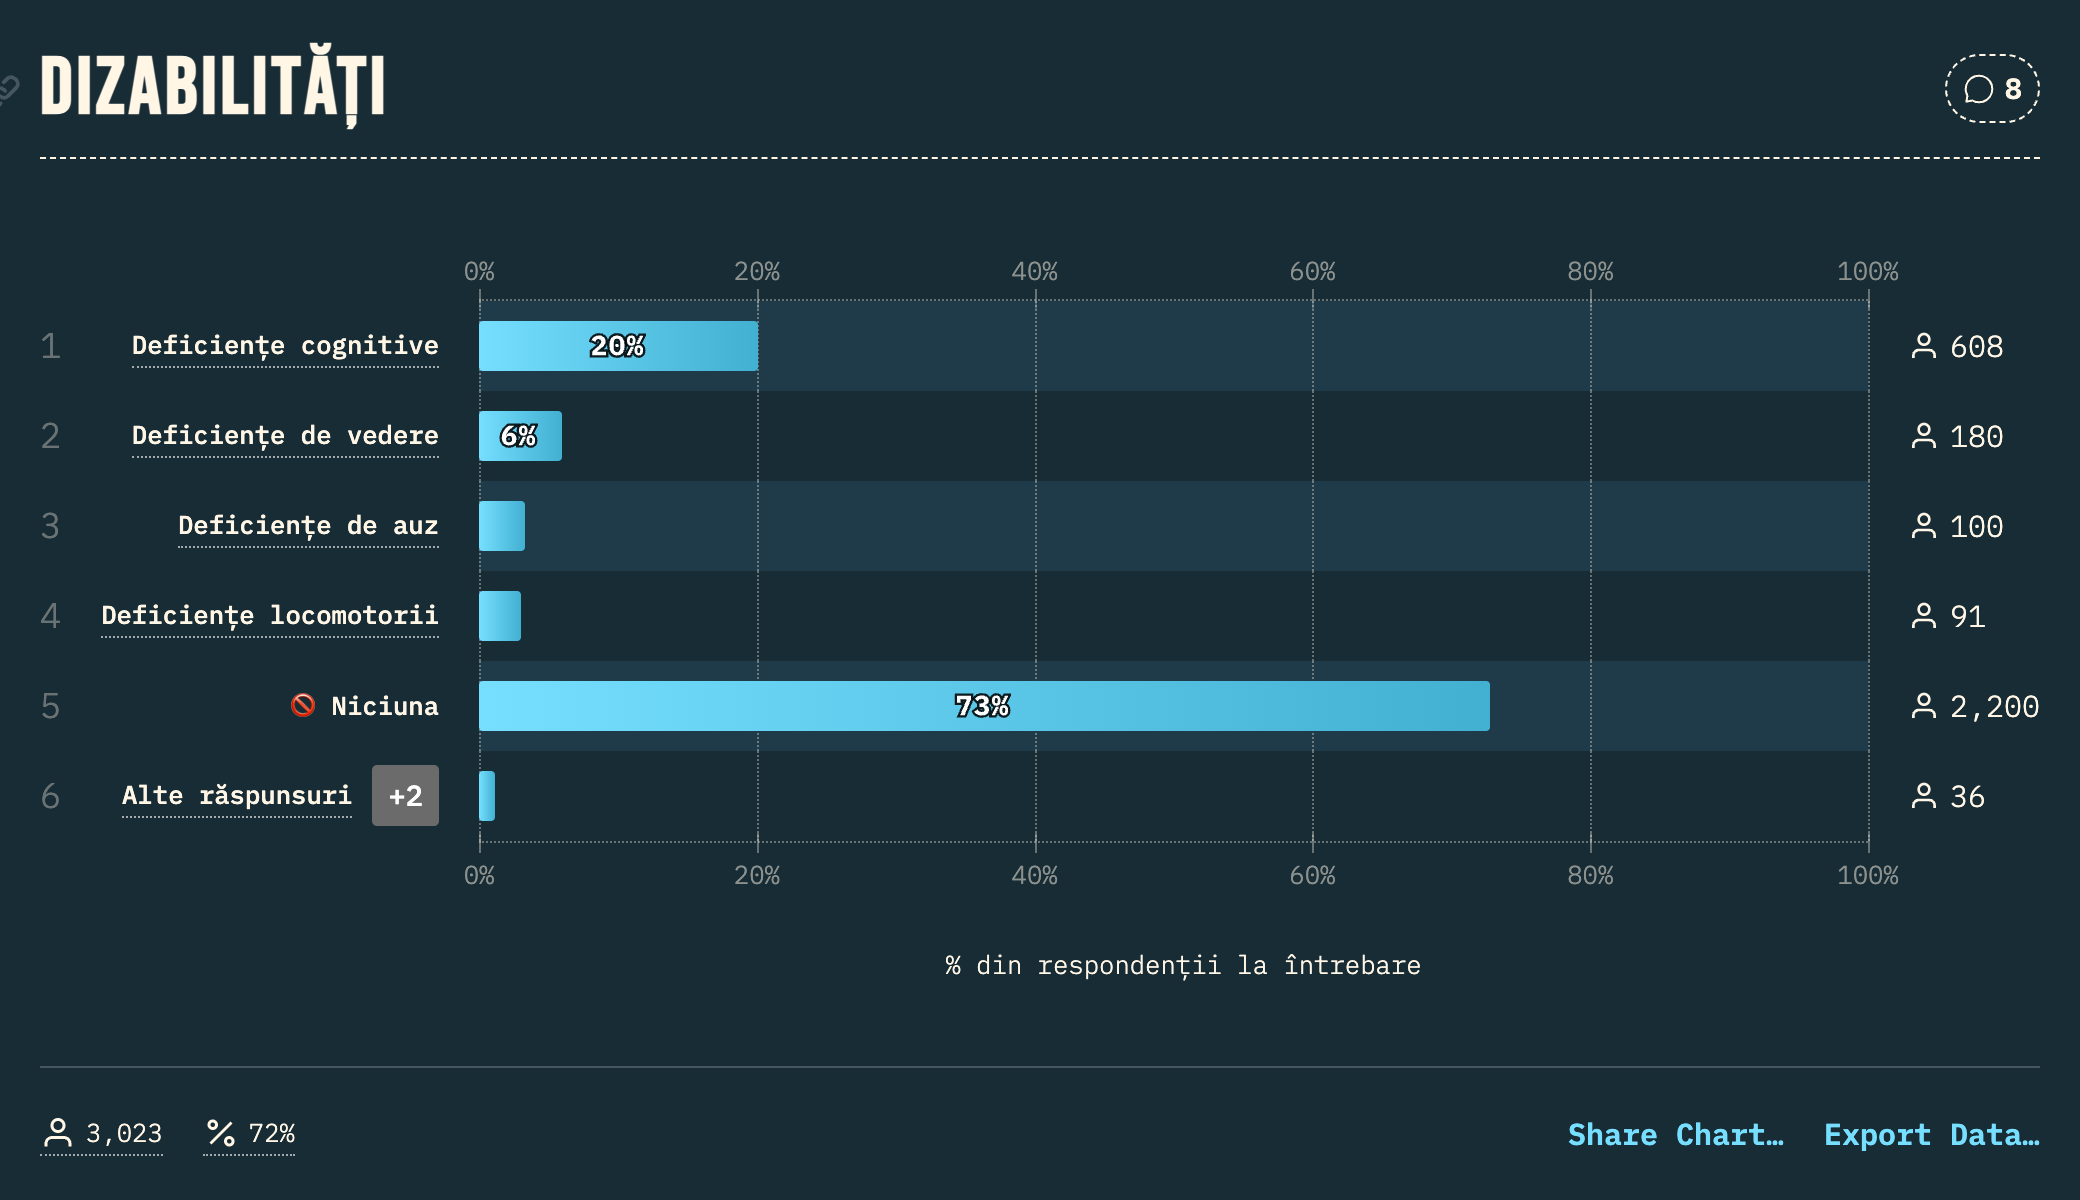 DIZABILITĂȚI
8
0% 20% 40% 60% 80% 100%
1 Deficiențe cognitive 20% 608
2 Deficiențe de vedere 6% 180
3 Deficiențe de auz 100
4 Deficiențe locomotorii 91
5 Niciuna 73% 2,200
6 Alte răspunsuri +2 36
0% 20% 40% 60% 80% 100%
% din respondenții la întrebare
3,023 % 72% Share Chart… Export Data…